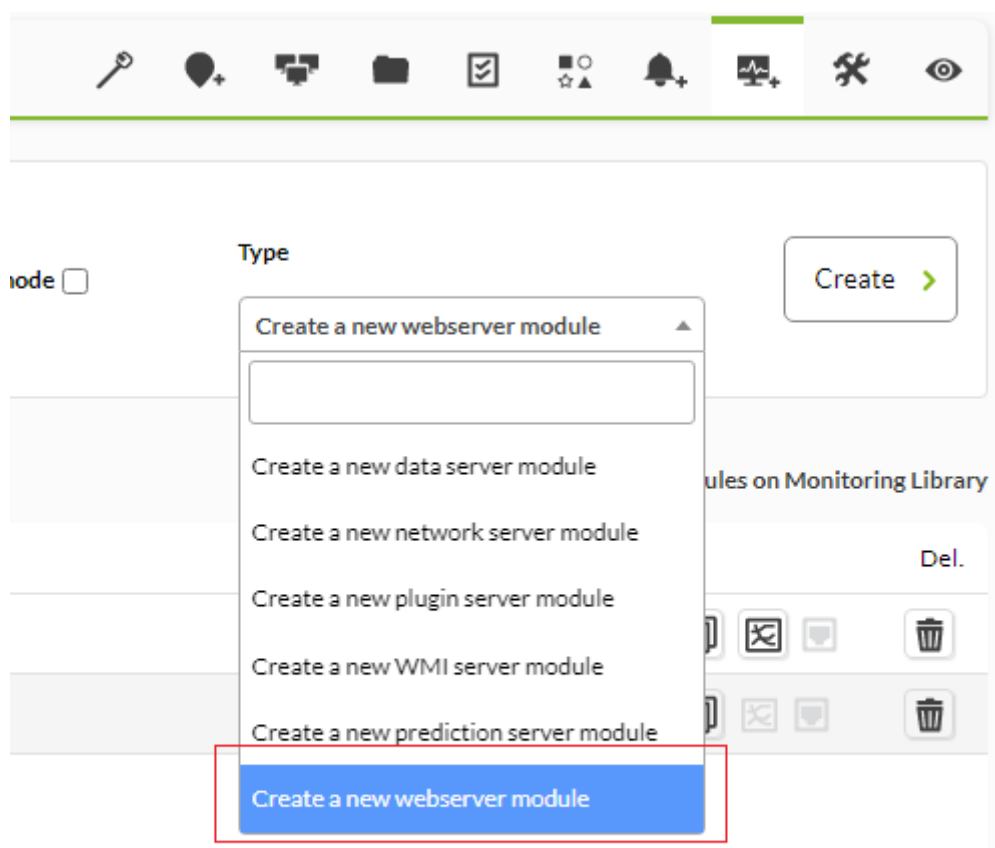 Type
Create
Create a new webserver module
Create a new data server module
ules on Monitoring Library
Create a new network server module
Del.
Create a new plugin server module
Create a new WMI server module
Create a new prediction server module
Create a new webserver module